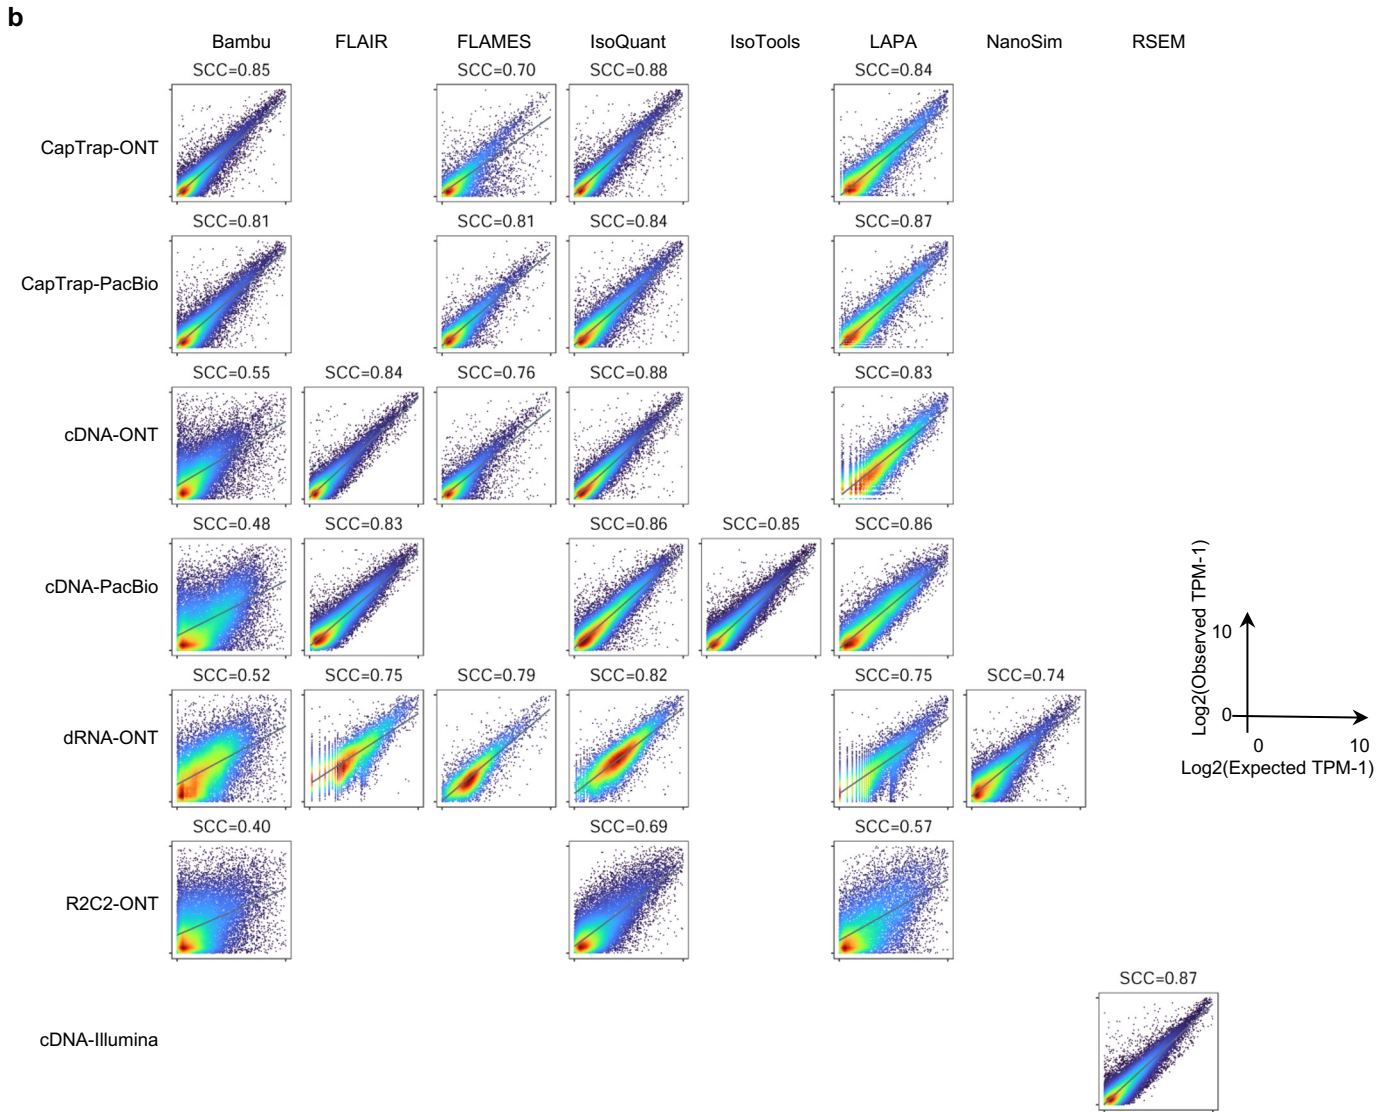 b
Bambu FLAIR FLAMES IsoQuant IsoTools LAPA NanoSim RSEM
SCC=0.85 SCC=0.70 SCC=0.88 SCC=0.84
CapTrap-ONT
SCC=0.81 SCC=0.81 SCC=0.84 SCC=0.87
CapTrap-PacBio
SCC=0.55 SCC=0.84 SCC=0.76 SCC=0.88 SCC=0.83
cDNA-ONT
SCC=0.48 SCC=0.83 SCC=0.86 SCC=0.85 SCC=0.86
cDNA-PacBio
SCC=0.52 SCC=0.75 SCC=0.79 SCC=0.82 SCC=0.75 SCC=0.74
dRNA-ONT
SCC=0.40 SCC=0.69 SCC=0.57
R2C2-ONT
SCC=0.87
cDNA-Illumina
Log2(Observed TPM-1)
10
0
0 10
Log2(Expected TPM-1)